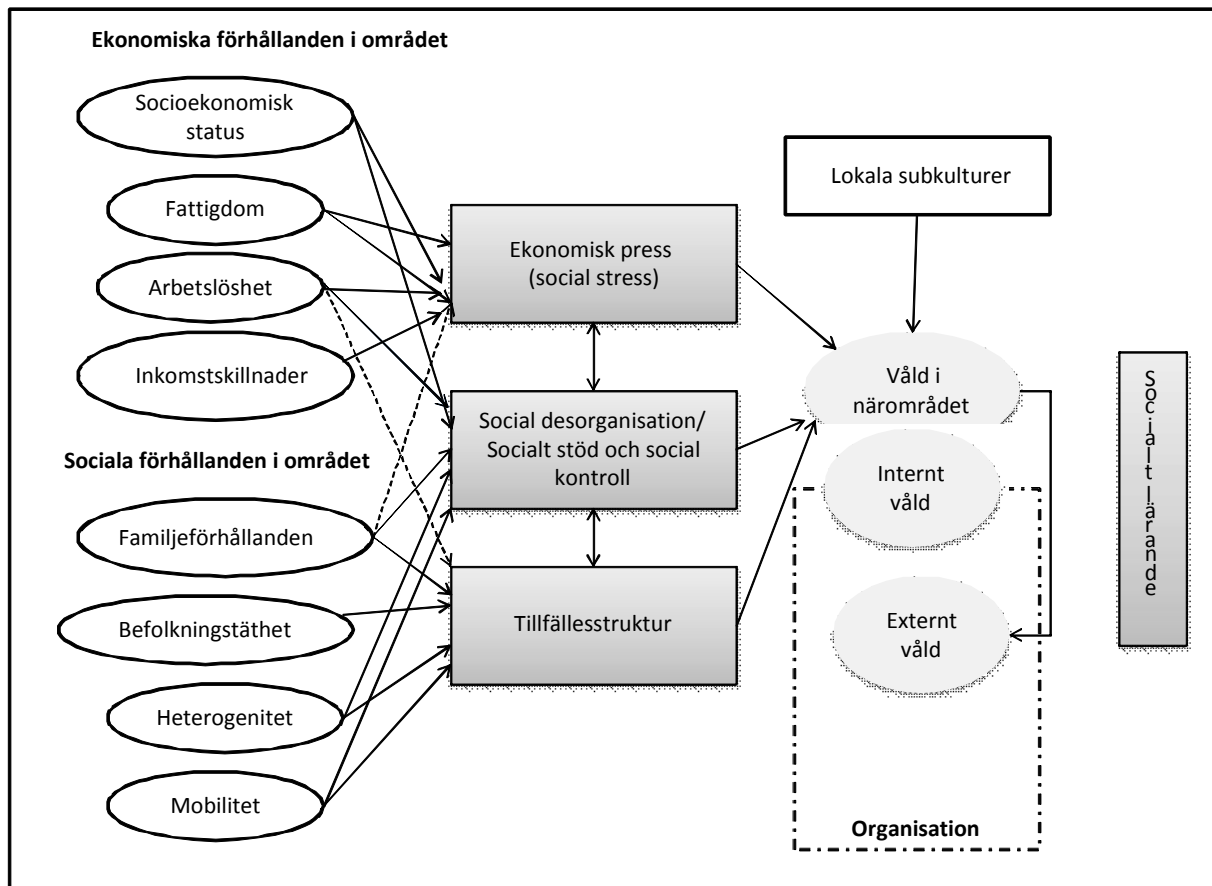 Ekonomiska förhållanden i området
Socioekonomisk
status
Fattigdom
Arbetslöshet
Inkomstskillnader
Sociala förhållanden i området
Familjeförhållanden
Befolkningstäthet
Heterogenitet
Mobilitet
Ekonomisk press
(social stress)
Social desorganisation/
Socialt stöd och social
kontroll
Tillfällesstruktur
Lokala subkulturer
Våld i
närområdet
Internt
våld
Externt
våld
Organisation
Socialt lärande